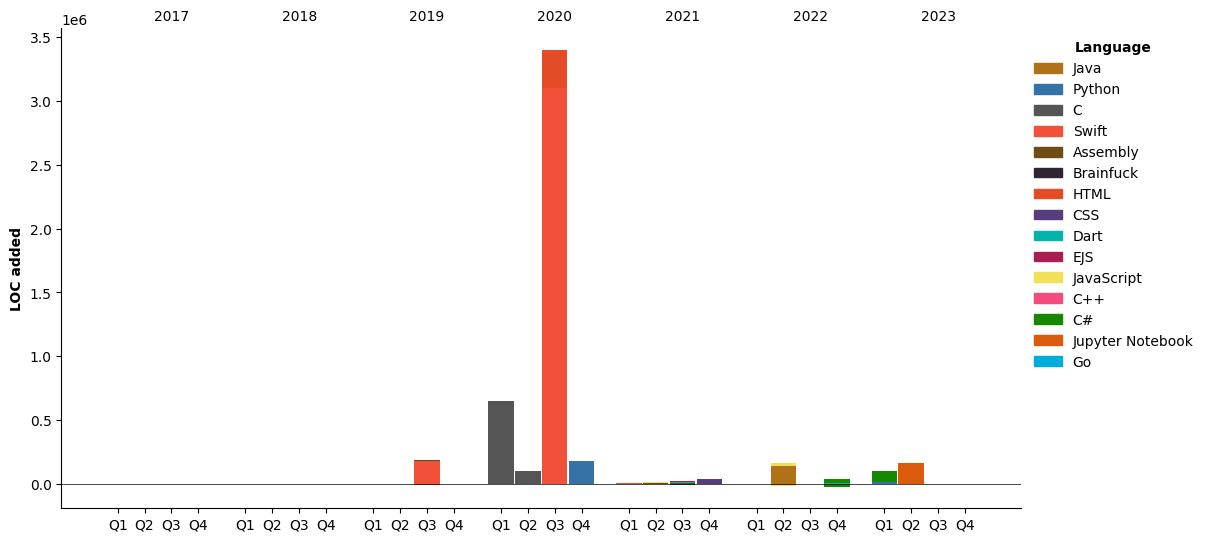 1e6 2017 2018 2019 2020 2021 2022 2023
3.5
3.0
2.5
2.0
1.5
1.0
0.5
0.0
LOC added
Q1 Q2 Q3 Q4 Q1 Q2 Q3 Q4 Q1 Q2 Q3 Q4 Q1 Q2 Q3 Q4 Q1 Q2 Q3 Q4 Q1 Q2 Q3 Q4 Q1 Q2 Q3 Q4
Language
Java
Python
C
Swift
Assembly
Brainfuck
HTML
CSS
Dart
EJS
JavaScript
C++
C#
Jupyter Notebook
Go